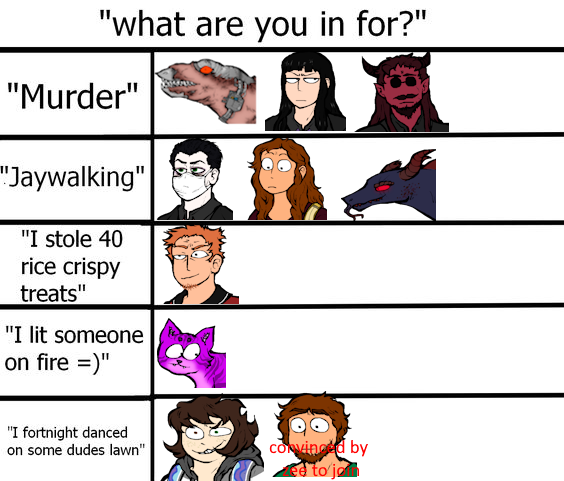 "what are you in for?"
"Murder"
"Jaywalking"
"I stole 40
rice crispy
treats"
"I lit someone
on fire =)"
"I fortnight danced
on some dudes lawn"
convinced by
zee to join